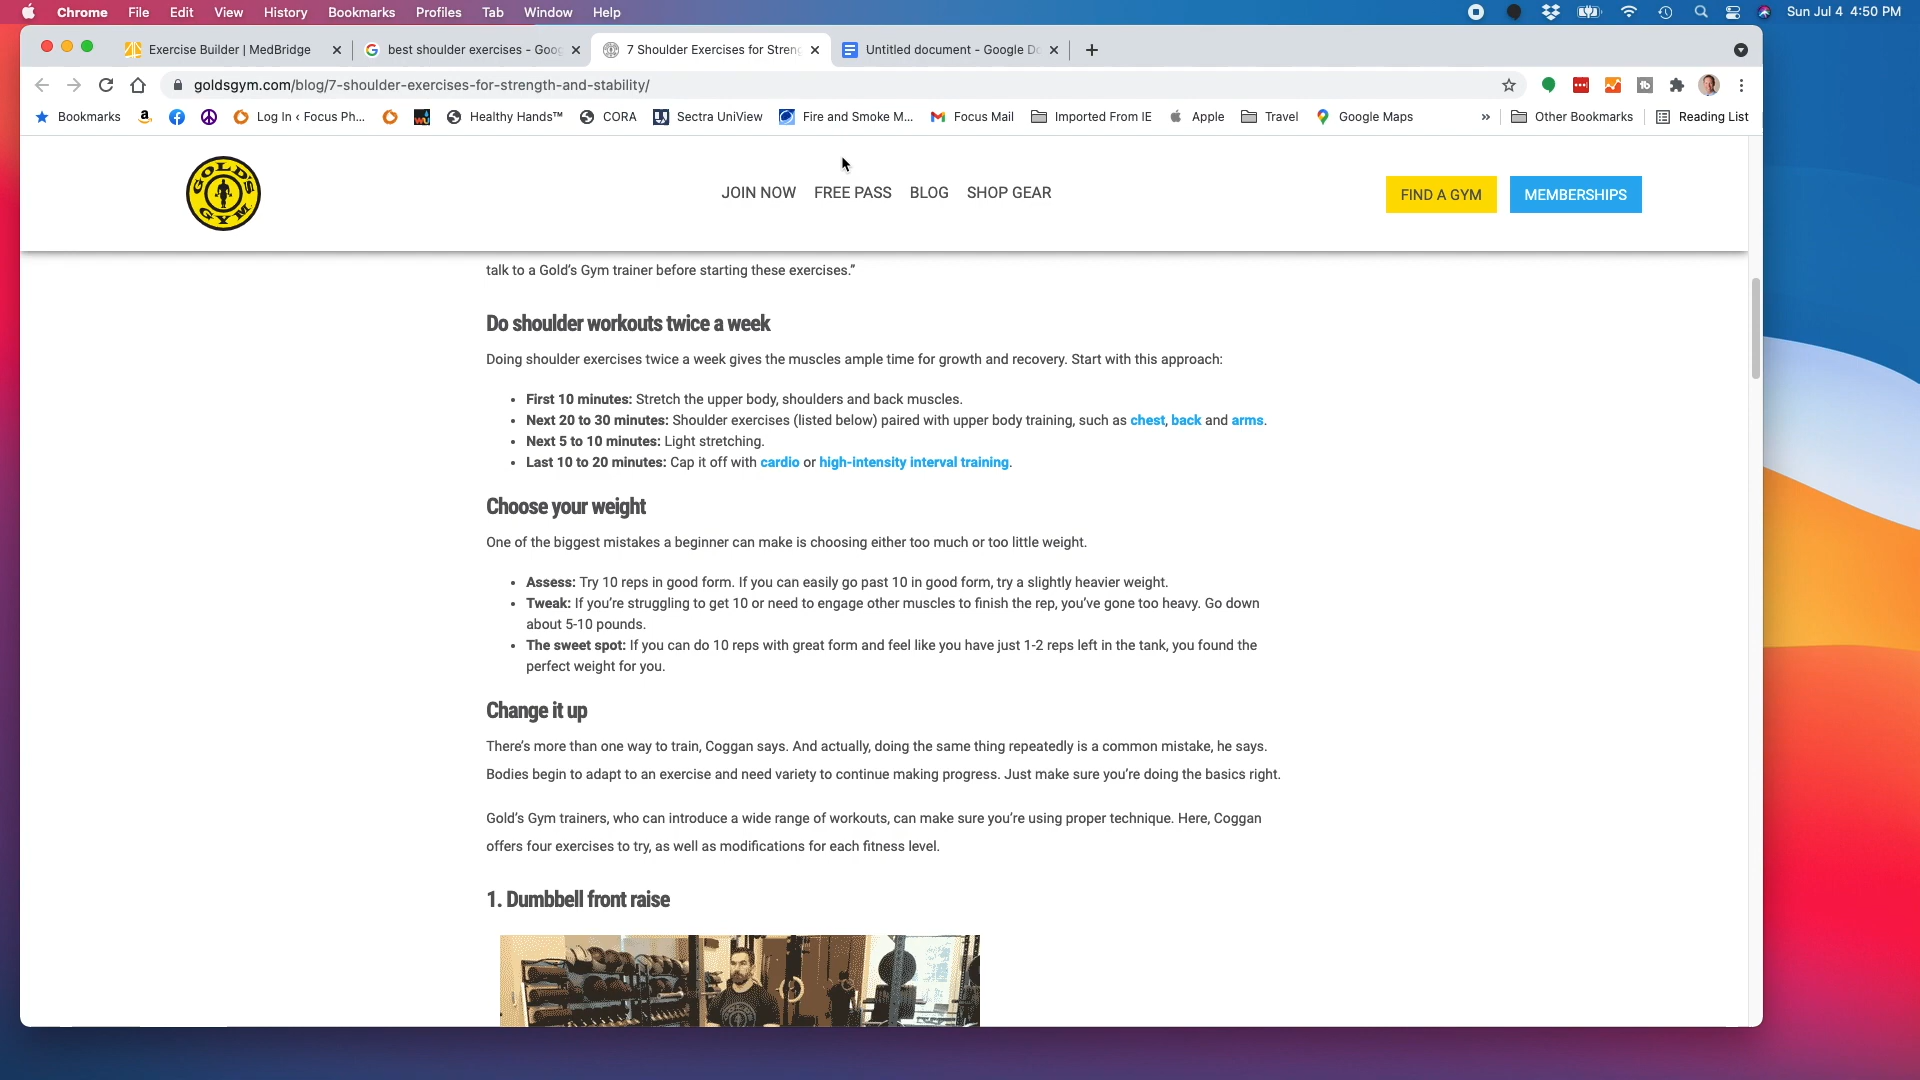 Chrome File Edit View History Bookmarks Profiles Tab Window Help Sun Jul 4 4:50 PM
Exercise Builder | MedBridge best shoulder exercises - Goo 7 Shoulder Exercises for Streng Untitled document - Google Do
goldsgym.com/blog/7-shoulder-exercises-for-strength-and-stability/
Bookmarks Log In ‹ Focus Ph... Healthy Hands™ CORA Sectra UniView Fire and Smoke M... Focus Mail Imported From IE Apple Travel Google Maps » Other Bookmarks Reading List
GOLD'S GYM
JOIN NOW FREE PASS BLOG SHOP GEAR FIND A GYM MEMBERSHIPS
talk to a Gold's Gym trainer before starting these exercises."
Do shoulder workouts twice a week
Doing shoulder exercises twice a week gives the muscles ample time for growth and recovery. Start with this approach:
• First 10 minutes: Stretch the upper body, shoulders and back muscles.
• Next 20 to 30 minutes: Shoulder exercises (listed below) paired with upper body training, such as chest, back and arms.
• Next 5 to 10 minutes: Light stretching.
• Last 10 to 20 minutes: Cap it off with cardio or high-intensity interval training.
Choose your weight
One of the biggest mistakes a beginner can make is choosing either too much or too little weight.
• Assess: Try 10 reps in good form. If you can easily go past 10 in good form, try a slightly heavier weight.
• Tweak: If you're struggling to get 10 or need to engage other muscles to finish the rep, you've gone too heavy. Go down
about 5-10 pounds.
• The sweet spot: If you can do 10 reps with great form and feel like you have just 1-2 reps left in the tank, you found the
perfect weight for you.
Change it up
There's more than one way to train, Coggan says. And actually, doing the same thing repeatedly is a common mistake, he says.
Bodies begin to adapt to an exercise and need variety to continue making progress. Just make sure you're doing the basics right.
Gold's Gym trainers, who can introduce a wide range of workouts, can make sure you're using proper technique. Here, Coggan
offers four exercises to try, as well as modifications for each fitness level.
1. Dumbbell front raise